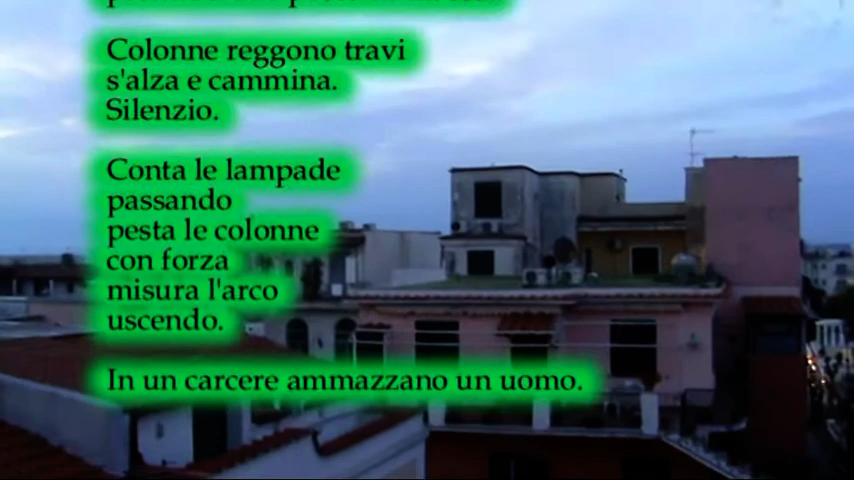 Colonne reggono travi
s'alza e cammina.
Silenzio.
Conta le lampade
passando
pesta le colonne
con forza
misura l'arco
uscendo.
In un carcere ammazzano un uomo.